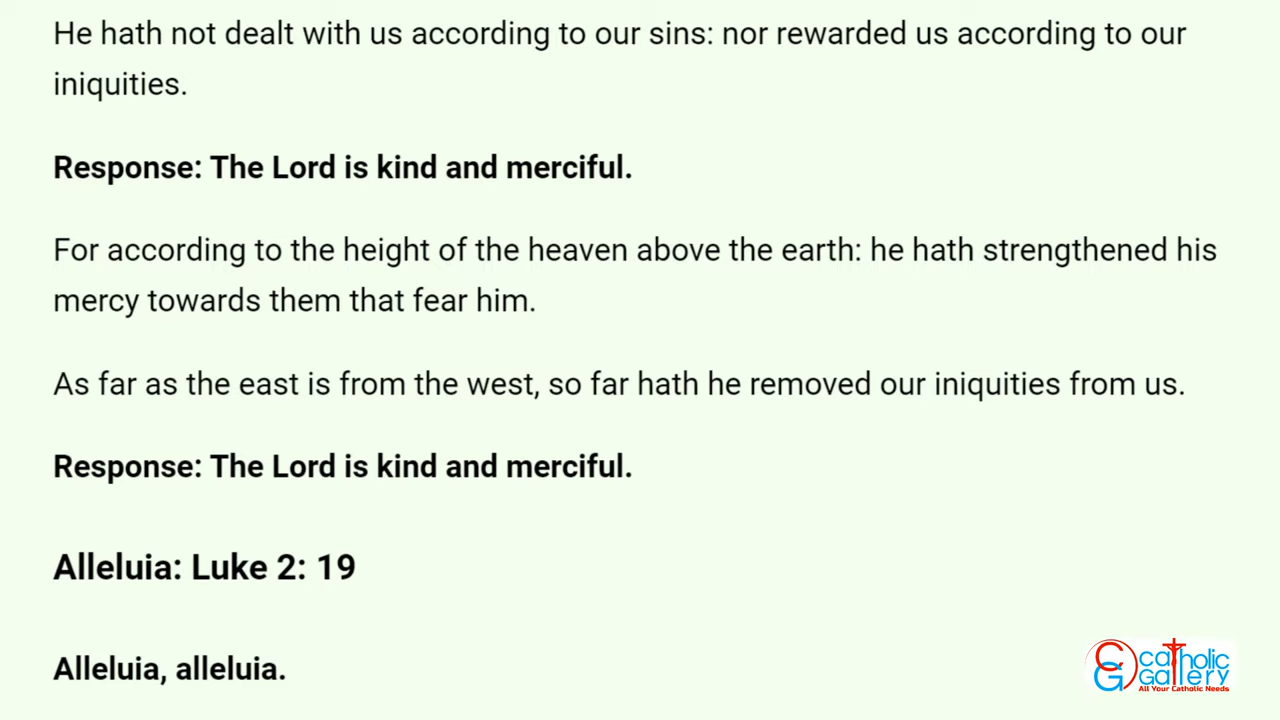 He hath not dealt with us according to our sins: nor rewarded us according to our
iniquities.
Response: The Lord is kind and merciful.
For according to the height of the heaven above the earth: he hath strengthened his
mercy towards them that fear him.
As far as the east is from the west, so far hath he removed our iniquities from us.
Response: The Lord is kind and merciful.
Alleluia: Luke 2: 19
Alleluia, alleluia.
CG catholic
Gallery
All Your Catholic Needs